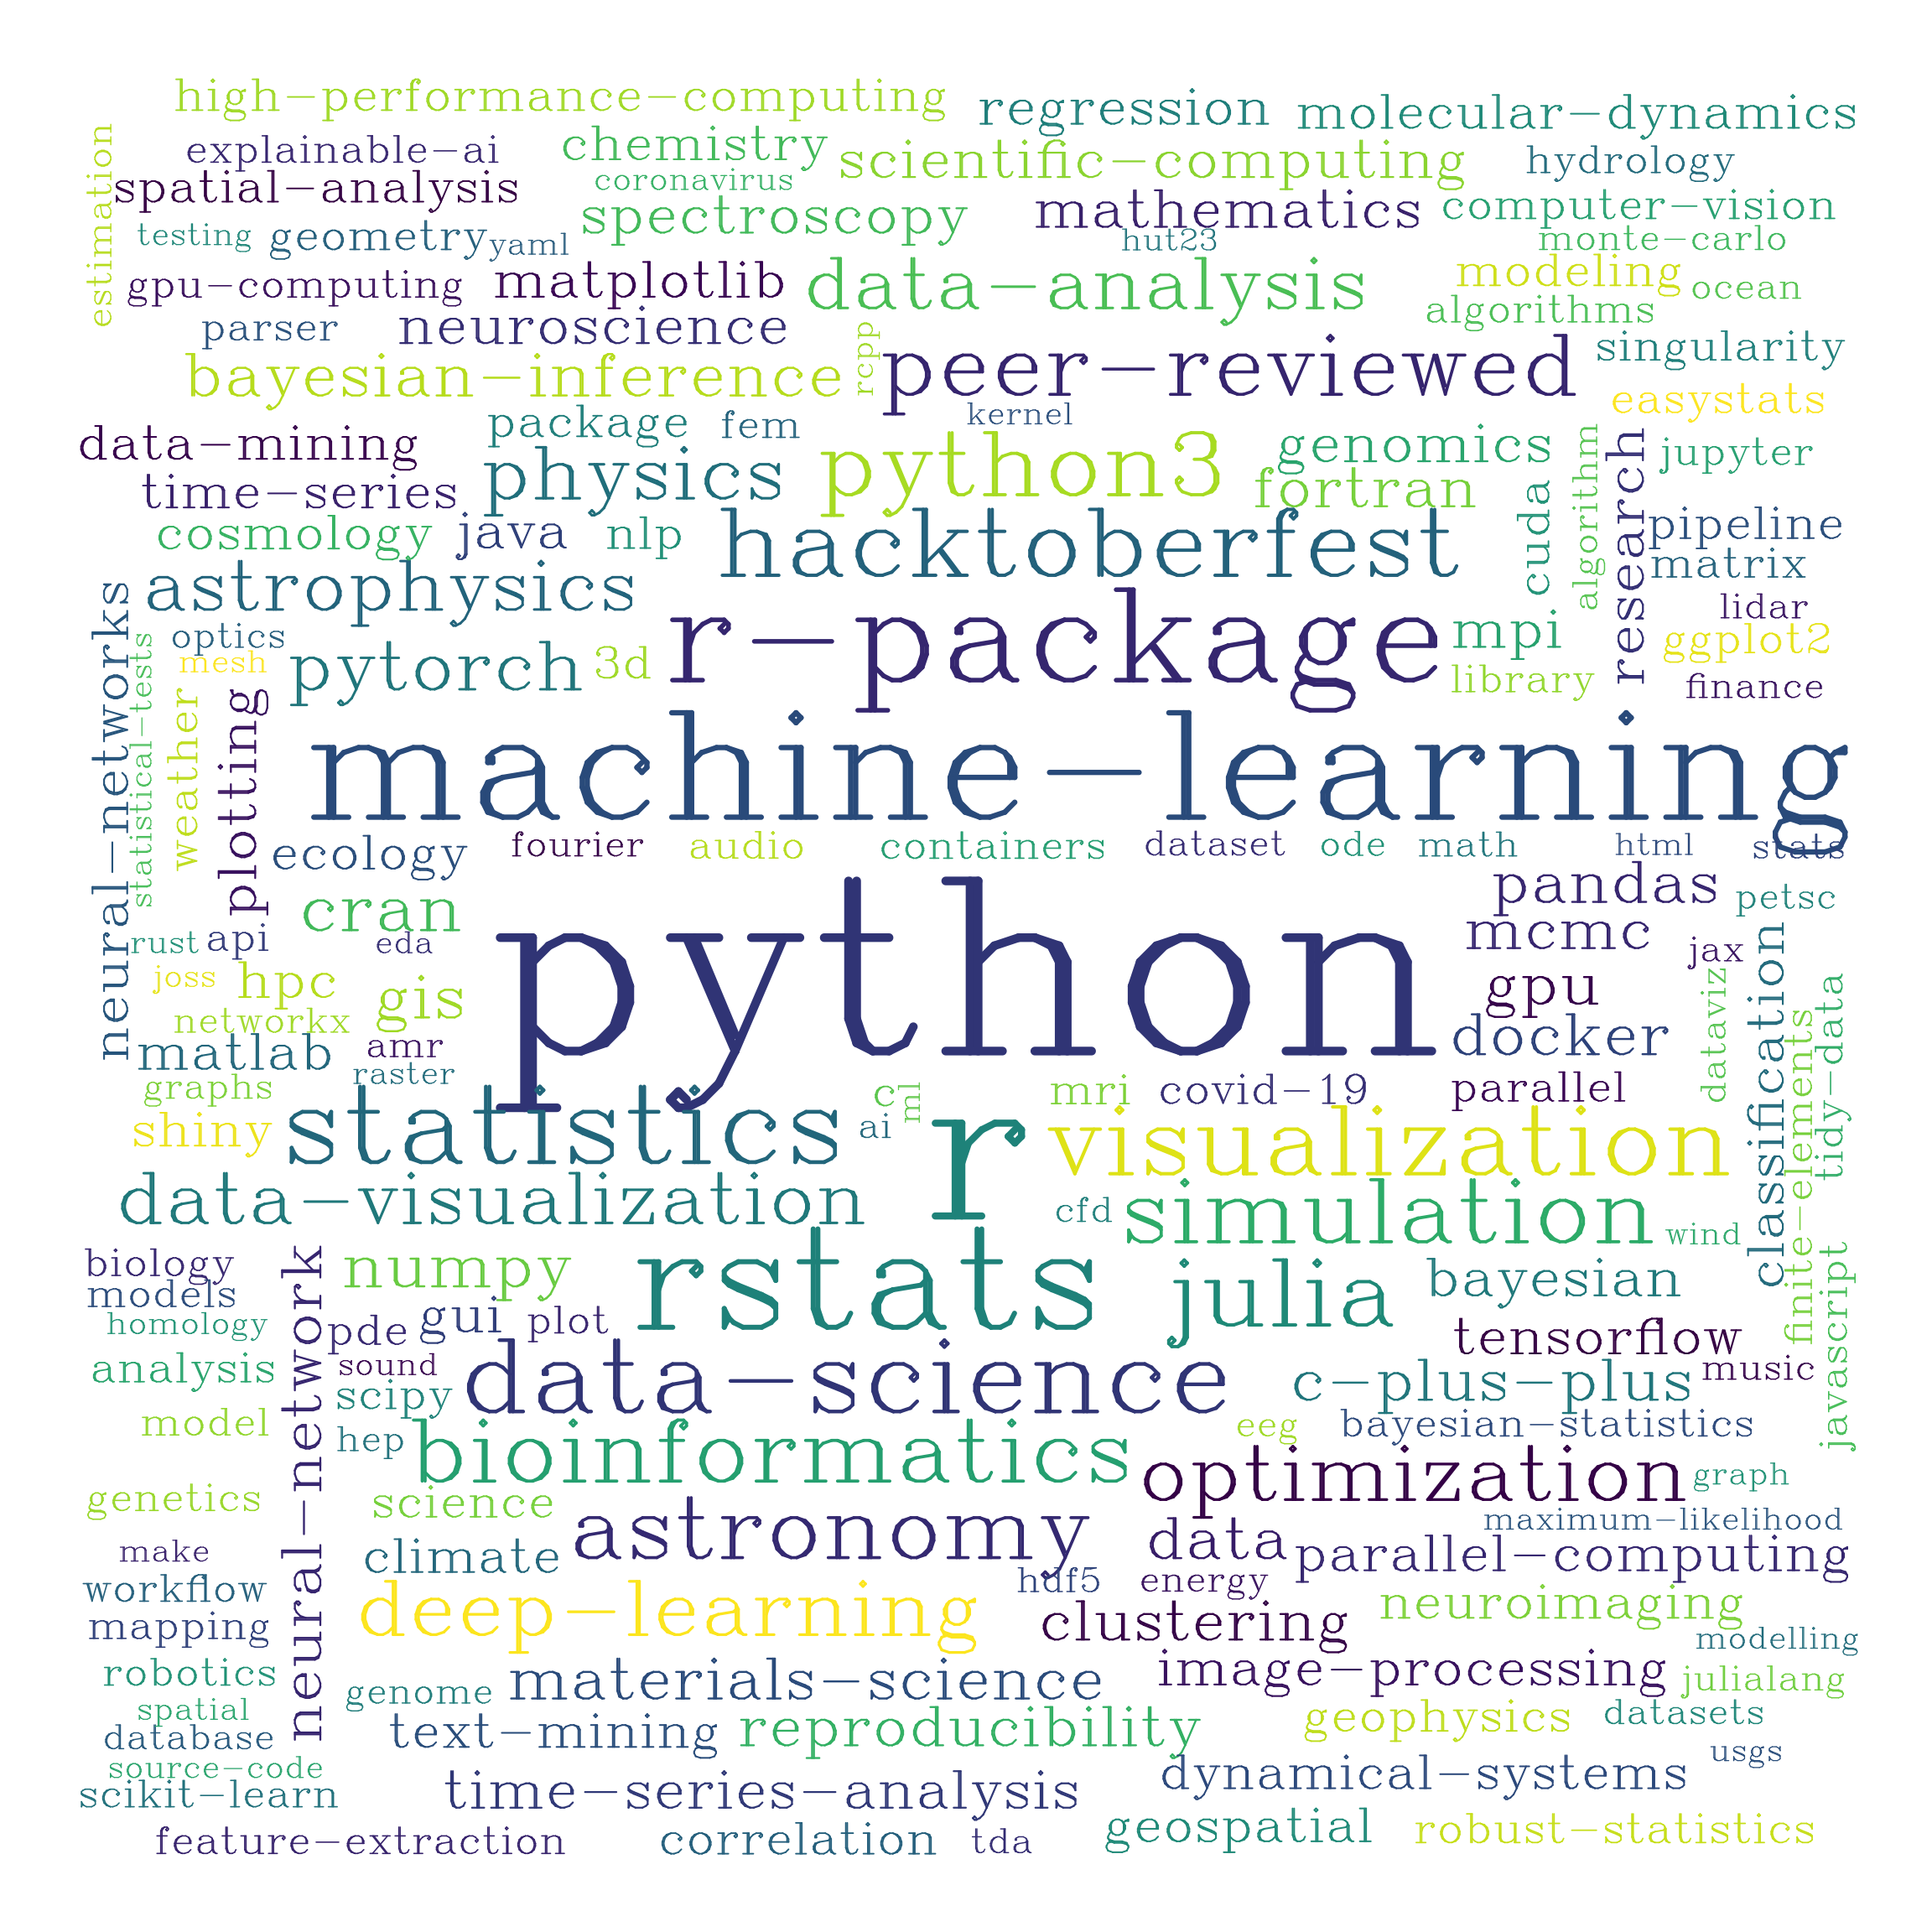 high-performance-computing
regression
molecular-dynamics
explainable-ai
chemistry
scientific-computing
hydrology
estimation
spatial-analysis
coronavirus
spectroscopy
mathematics
computer-vision
testing
geometry
yaml
hut23
monte-carlo
gpu-computing
matplotlib
data-analysis
modeling
ocean
algorithms
parser
neuroscience
rcpp
peer-reviewed
singularity
bayesian-inference
easystats
package
fem
kernel
data-mining
physics
python3
genomics
algorithm
research
jupyter
time-series
fortran
cuda
cosmology
java
nlp
hacktoberfest
pipeline
matrix
astrophysics
neural-networks
r-package
lidar
optics
statistical-tests
mesh
pytorch
3d
mpi
ggplot2
library
finance
weather
plotting
machine-learning
ecology
fourier
audio
containers
dataset
ode
math
html
stats
cran
python
pandas
petsc
rust
api
eda
mcmc
jax
classification
joss
hpc
gis
gpu
dataviz
tidy-data
networkx
matlab
amr
docker
finite-elements
raster
graphs
statistics
c
ml
mri
covid-19
parallel
shiny
ai
r
visualization
data-visualization
cfd
simulation
wind
biology
neural-network
numpy
rstats
julia
bayesian
javascript
models
homology
pde
gui
plot
tensorflow
analysis
sound
data-science
c-plus-plus
music
scipy
model
hep
bioinformatics
eeg
bayesian-statistics
optimization
graph
genetics
science
astronomy
maximum-likelihood
make
climate
data
parallel-computing
workflow
hdf5
energy
deep-learning
clustering
neuroimaging
mapping
modelling
robotics
genome
materials-science
image-processing
julialang
spatial
database
text-mining
reproducibility
geophysics
datasets
source-code
usgs
scikit-learn
time-series-analysis
dynamical-systems
feature-extraction
correlation
tda
geospatial
robust-statistics